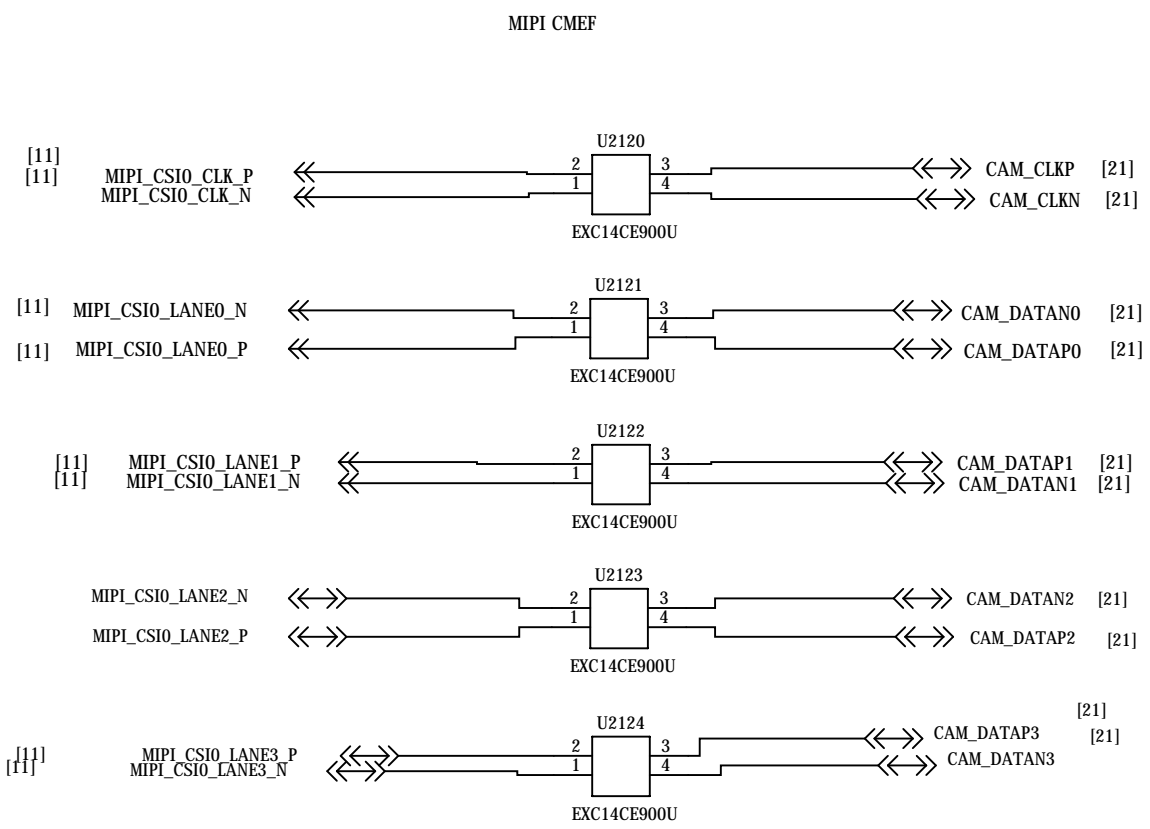 MIPI CMEF
U2120
[11]
[11] MIPI_CSI0_CLK_P 2 3 CAM_CLKP [21]
MIPI_CSI0_CLK_N 1 4 CAM_CLKN [21]
EXC14CE900U
U2121
[11] MIPI_CSI0_LANE0_N 2 3 CAM_DATAN0 [21]
[11] MIPI_CSI0_LANE0_P 1 4 CAM_DATAP0 [21]
EXC14CE900U
U2122
[11] MIPI_CSI0_LANE1_P 2 3 CAM_DATAP1 [21]
[11] MIPI_CSI0_LANE1_N 1 4 CAM_DATAN1 [21]
EXC14CE900U
U2123
MIPI_CSI0_LANE2_N 2 3 CAM_DATAN2 [21]
MIPI_CSI0_LANE2_P 1 4 CAM_DATAP2 [21]
EXC14CE900U
[21]
U2124
[11] MIPI_CSI0_LANE3_P 2 3 CAM_DATAP3 [21]
[11] MIPI_CSI0_LANE3_N 1 4 CAM_DATAN3
EXC14CE900U